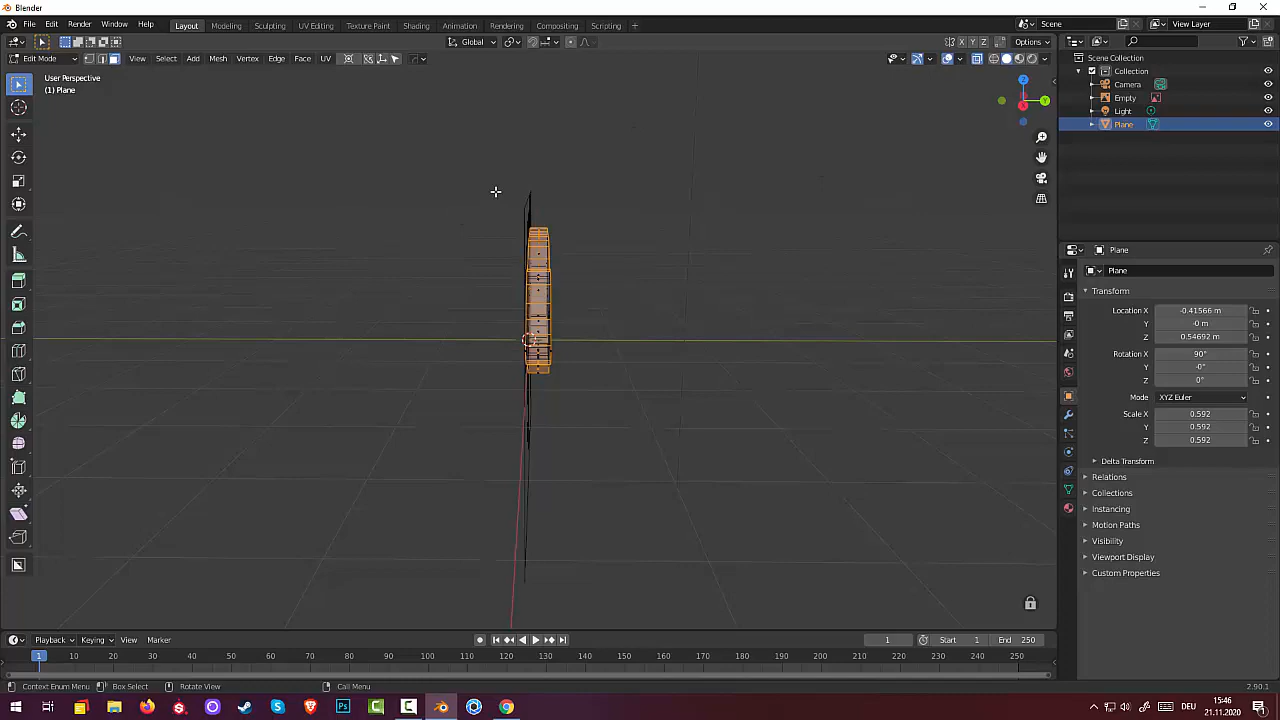 Blender
File Edit Render Window Help Layout Modeling Sculpting UV Editing Texture Paint Shading Animation Rendering Compositing Scripting + Scene View Layer
Global X Y Z Options
Edit Mode View Select Add Mesh Vertex Edge Face UV
User Perspective
(1) Plane
Z
Y
X
Scene Collection
Collection
Camera
Empty
Light
Plane
Plane
Plane
Transform
Location X -0.41566 m
Y -0 m
Z 0.54692 m
Rotation X 90°
Y -0°
Z 0°
Mode XYZ Euler
Scale X 0.592
Y 0.592
Z 0.592
Delta Transform
Relations
Collections
Instancing
Motion Paths
Visibility
Viewport Display
Custom Properties
Playback Keying View Marker 1 Start 1 End 250
1 10 20 30 40 50 60 70 80 90 100 110 120 130 140 150 160 170 180 190 200 210 220 230 240 250
Context Enum Menu Box Select Rotate View Call Menu 2.90.1
Ps DEU 15:46
21.11.2020